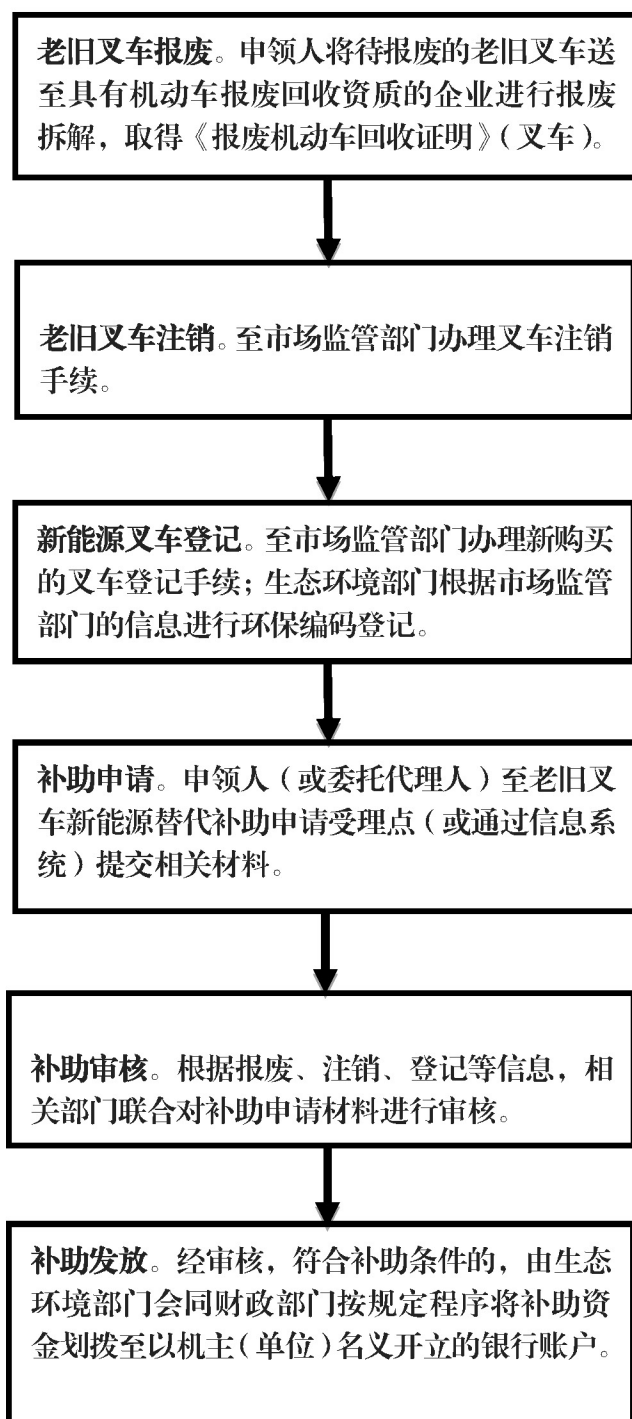 老旧叉车报废。申领人将待报废的老旧叉车送
至具有机动车报废回收资质的企业进行报废
拆解，取得《报废机动车回收证明》（叉车）。
老旧叉车注销。至市场监管部门办理叉车注销
手续。
新能源叉车登记。至市场监管部门办理新购买
的叉车登记手续；生态环境部门根据市场监管
部门的信息进行环保编码登记。
补助申请。申领人（或委托代理人）至老旧叉
车新能源替代补助申请受理点（或通过信息系
统）提交相关材料。
补助审核。根据报废、注销、登记等信息，相
关部门联合对补助申请材料进行审核。
补助发放。经审核，符合补助条件的，由生态
环境部门会同财政部门按规定程序将补助资
金划拨至以机主（单位）名义开立的银行账户。